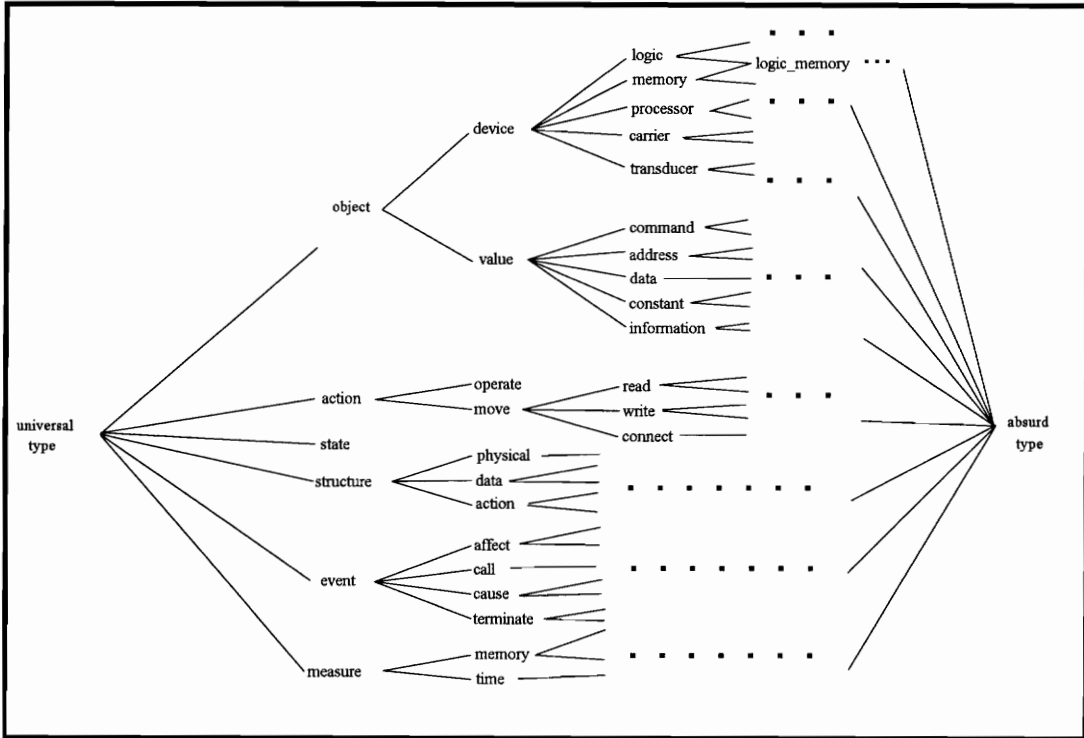 universal
type
object
device
logic
memory
logic_memory
processor
carrier
transducer
value
command
address
data
constant
information
action
operate
move
read
write
connect
state
structure
physical
data
action
event
affect
call
cause
terminate
measure
memory
time
absurd
type